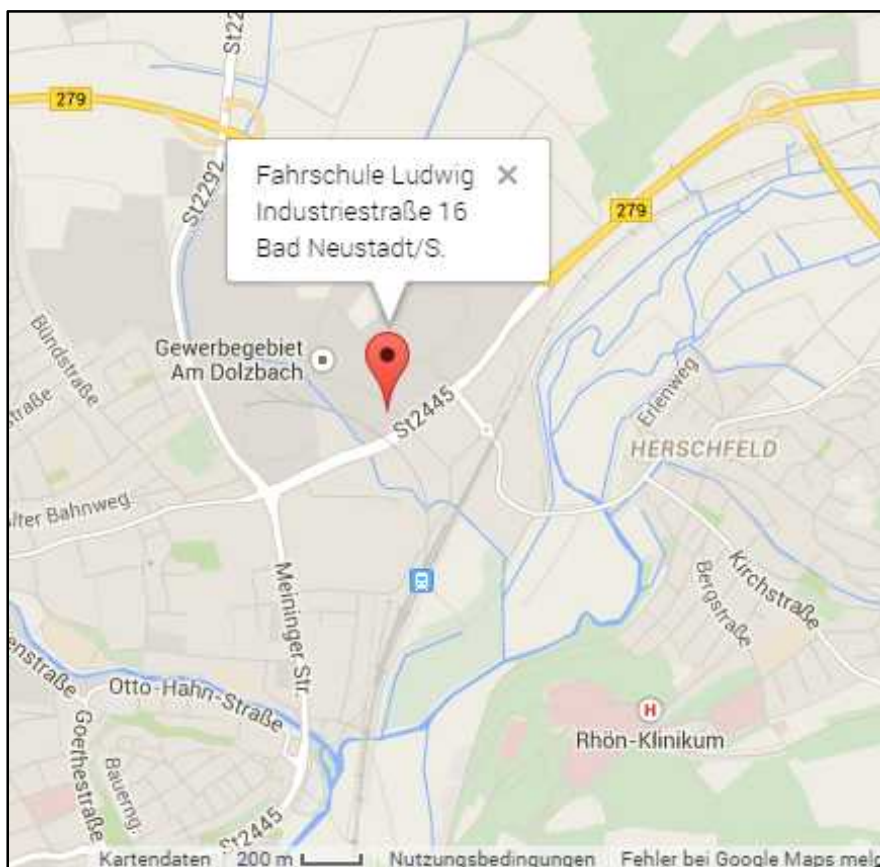 St22
279
St2292
Fahrschule Ludwig
Industriestraße 16
Bad Neustadt/S.
279
Bündstraße
straße
Gewerbegebiet
Am Dolzbach
St2445
Erlenweg
HERSCHFELD
Alter Bahnweg
Meininger Str.
Bergstraße
Kirchstraße
enstraße
Otto-Hahn-Straße
Goethestraße
Bauerng.
H
Rhön-Klinikum
St2445
Kartendaten 200 m Nutzungsbedingungen Fehler bei Google Maps meld